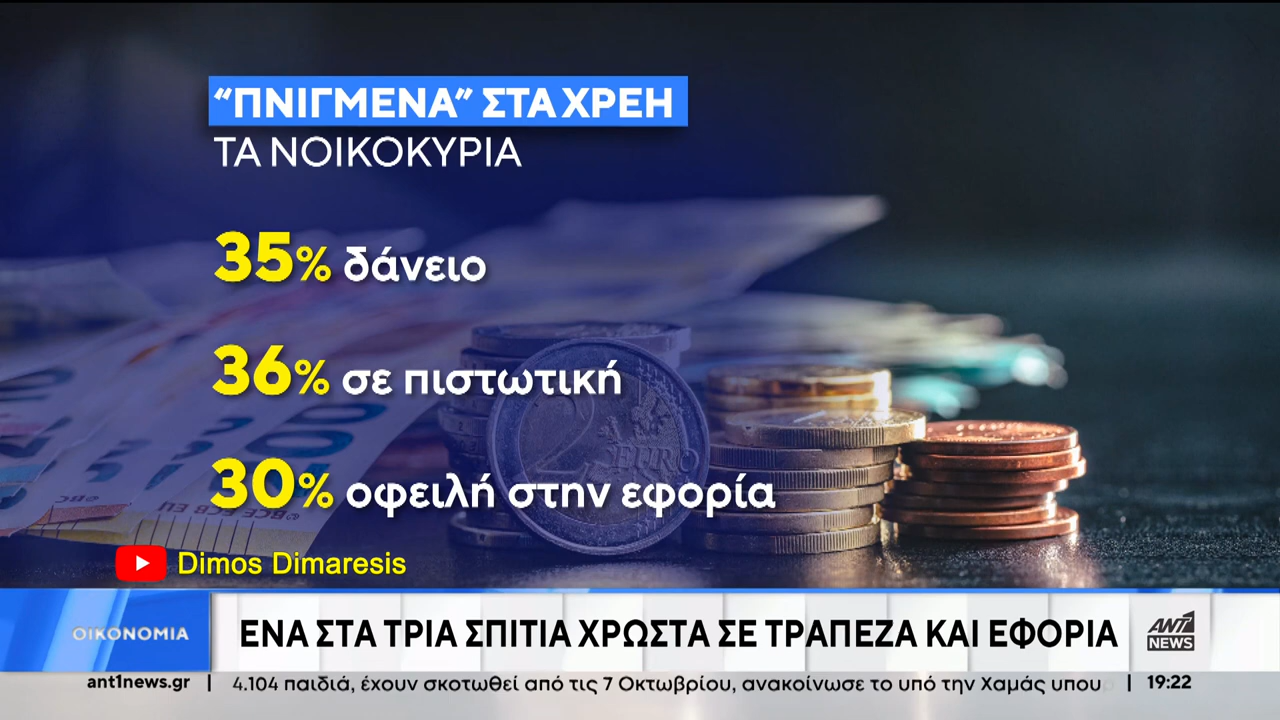 “ΠΝΙΓΜΕΝΑ” ΣΤΑ ΧΡΕΗ
ΤΑ ΝΟΙΚΟΚΥΡΙΑ
35% δάνειο
36% σε πιστωτική
30% οφειλή στην εφορία
Dimos Dimaresis
ΟΙΚΟΝΟΜΙΑ
ΕΝΑ ΣΤΑ ΤΡΙΑ ΣΠΙΤΙΑ ΧΡΩΣΤΑ ΣΕ ΤΡΑΠΕΖΑ ΚΑΙ ΕΦΟΡΙΑ
ANT1
NEWS
ant1news.gr | 4.104 παιδιά, έχουν σκοτωθεί από τις 7 Οκτωβρίου, ανακοίνωσε το υπό την Χαμάς υπου | 19:22
2
EURO